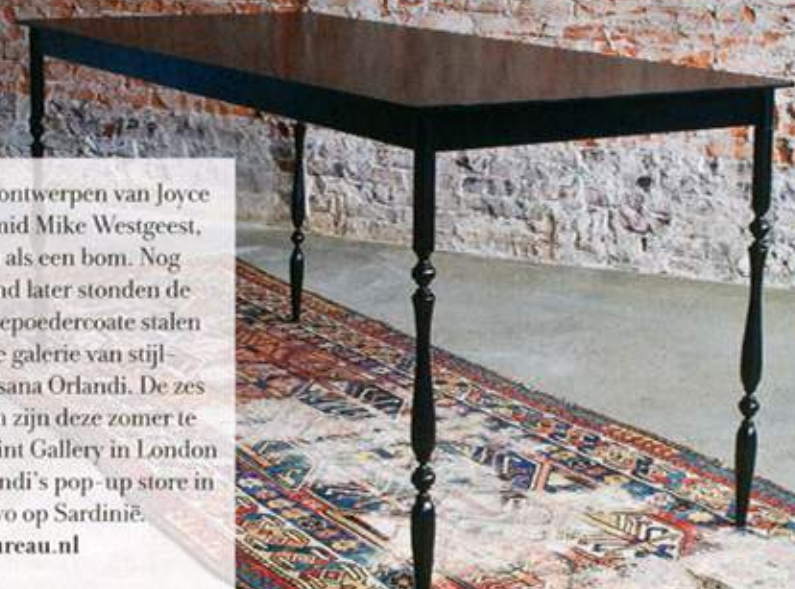 ontwerpen van Joyce
mid Mike Westgeest,
als een bom. Nog
nd later stonden de
epoedercoate stalen
e galerie van stijl-
sana Orlandi. De zes
n zijn deze zomer te
int Gallery in London
ndi's pop-up store in
vo op Sardinië.
ureau.nl